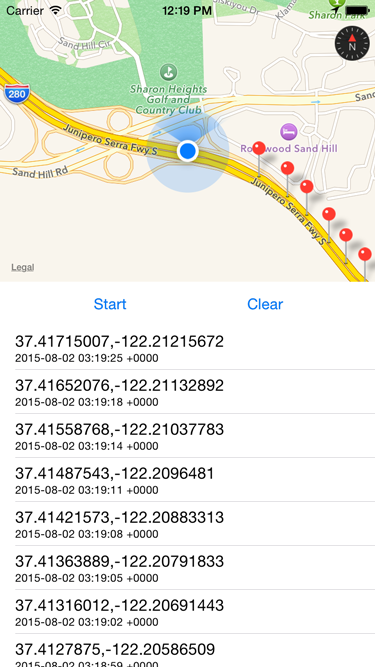 Carrier 12:19 PM
Sharon Park
Sand Hill Cir
Klama
N
280
Sharon Heights
Golf and
Country Club
Sand
Junipero Serra Fwy S
Sand Hill Rd
Rosewood Sand Hill
Junipero Serra Fwy S
Legal
Start Clear
37.41715007,-122.21215672
2015-08-02 03:19:25 +0000
37.41652076,-122.21132892
2015-08-02 03:19:18 +0000
37.41558768,-122.21037783
2015-08-02 03:19:14 +0000
37.41487543,-122.2096481
2015-08-02 03:19:11 +0000
37.41421573,-122.20883313
2015-08-02 03:19:08 +0000
37.41363889,-122.20791833
2015-08-02 03:19:05 +0000
37.41316012,-122.20691443
2015-08-02 03:19:02 +0000
37.4127875,-122.20586509
2015-08-02 03:18:59 +0000